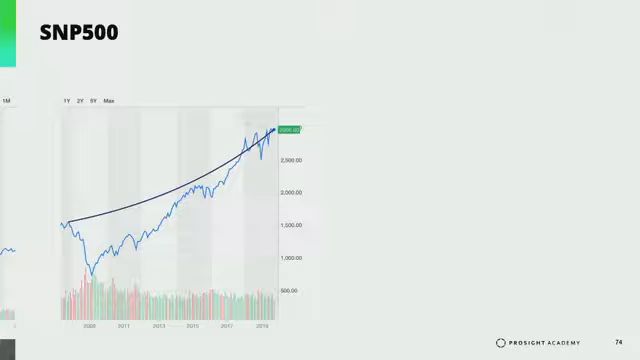 SNP500
1M
1Y 2Y 5Y Max
2,500.00
2,000.00
1,500.00
1,000.00
500.00
2009 2011 2013 2015 2017 2019
PROSIGHT ACADEMY 74